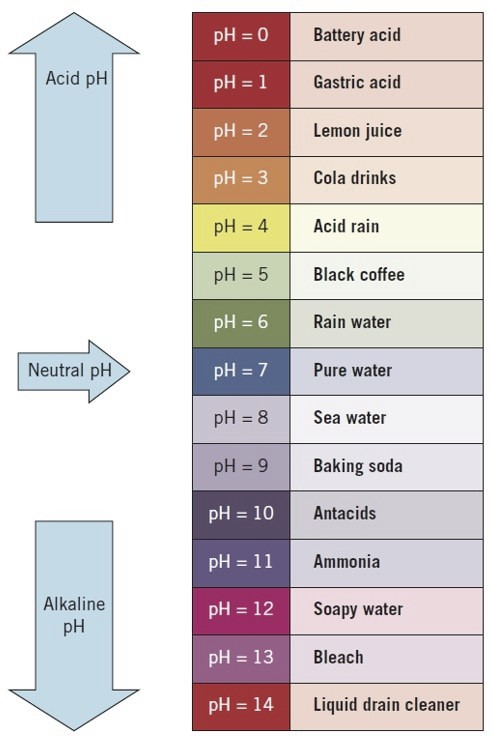 Acid pH
Neutral pH
Alkaline
pH
pH = 0 Battery acid
pH = 1 Gastric acid
pH = 2 Lemon juice
pH = 3 Cola drinks
pH = 4 Acid rain
pH = 5 Black coffee
pH = 6 Rain water
pH = 7 Pure water
pH = 8 Sea water
pH = 9 Baking soda
pH = 10 Antacids
pH = 11 Ammonia
pH = 12 Soapy water
pH = 13 Bleach
pH = 14 Liquid drain cleaner